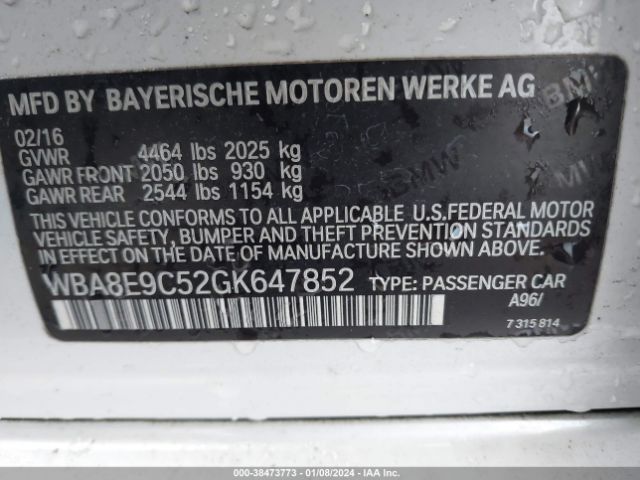 MFD BY BAYERISCHE MOTOREN WERKE AG
02/16
GVWR 4464 lbs 2025 kg
GAWR FRONT 2050 lbs 930 kg
GAWR REAR 2544 lbs 1154 kg
THIS VEHICLE CONFORMS TO ALL APPLICABLE U.S.FEDERAL MOTOR
VEHICLE SAFETY, BUMPER AND THEFT PREVENTION STANDARDS
IN EFFECT ON THE DATE OF MANUFACTURE SHOWN ABOVE.
WBA8E9C52GK647852 TYPE: PASSENGER CAR
A96/
7 315 814
BMW
BMW
BMW
000-38473773 - 01/08/2024 - IAA Inc.